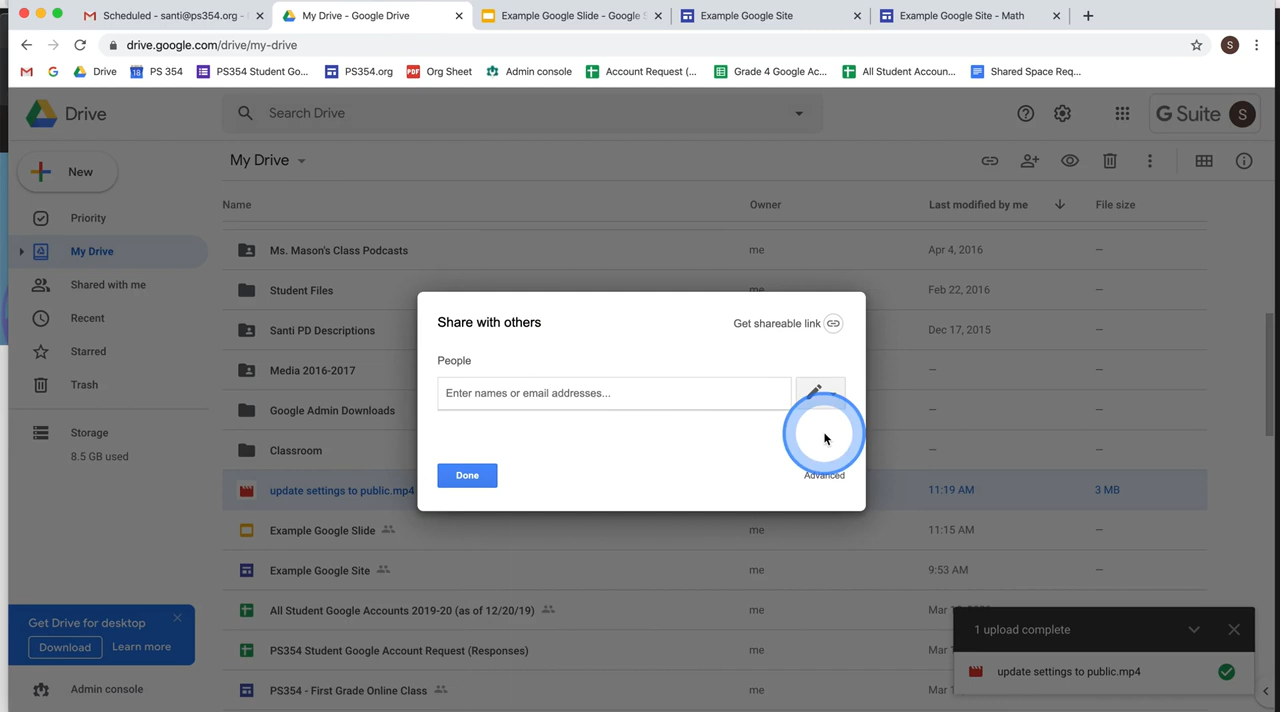 Scheduled - santi@ps354.org -
My Drive - Google Drive
Example Google Slide - Google S
Example Google Site
Example Google Site - Math
drive.google.com/drive/my-drive
S
Drive
18 PS 354
PS354 Student Go...
PS354.org
PDF Org Sheet
Admin console
Account Request (...
Grade 4 Google Ac...
All Student Accoun...
Shared Space Req...
Drive
Search Drive
G Suite S
New
My Drive
Name
Owner
Last modified by me
File size
Priority
My Drive
Shared with me
Recent
Starred
Trash
Storage
8.5 GB used
Ms. Mason's Class Podcasts
me
Apr 4, 2016
–
Student Files
me
Feb 22, 2016
–
Santi PD Descriptions
Dec 17, 2015
–
Media 2016-2017
–
–
Google Admin Downloads
–
–
Classroom
–
–
update settings to public.mp4
11:19 AM
3 MB
Example Google Slide
me
11:15 AM
–
Example Google Site
me
9:53 AM
–
All Student Google Accounts 2019-20 (as of 12/20/19)
me
PS354 Student Google Account Request (Responses)
me
PS354 - First Grade Online Class
me
Share with others
Get shareable link
People
Enter names or email addresses...
Done
Advanced
Get Drive for desktop
Download
Learn more
Admin console
1 upload complete
update settings to public.mp4